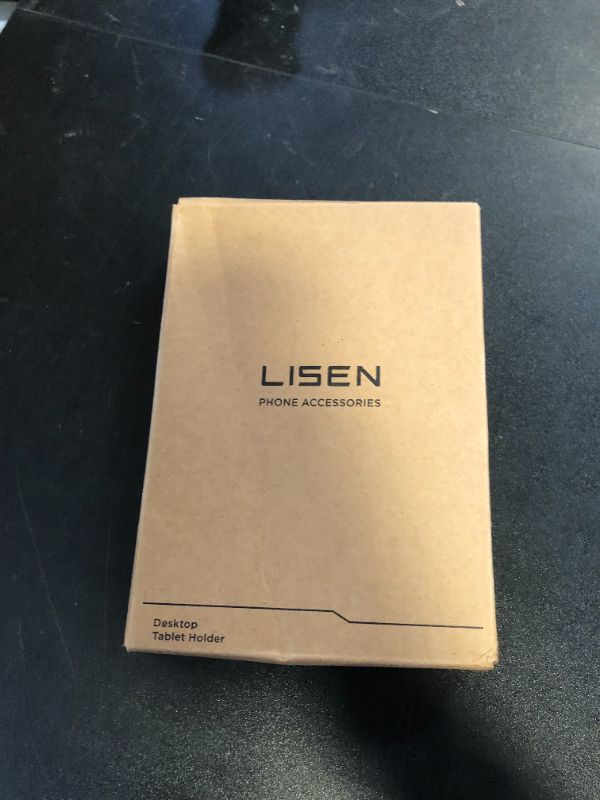 LISEN
PHONE ACCESSORIES
Desktop
Tablet Holder